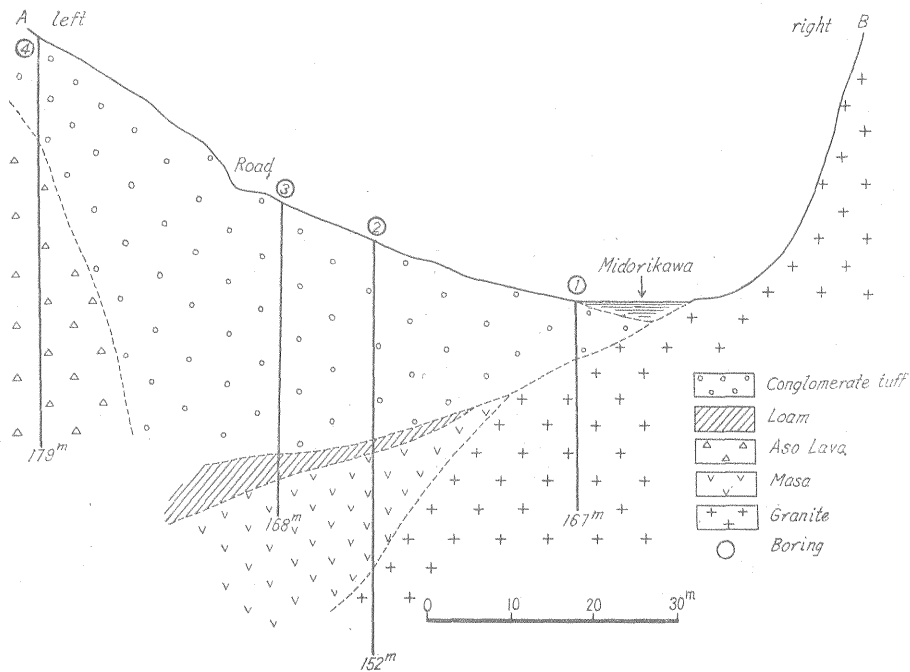 A left
right B
④
Road
③
②
Midorikawa
①
Conglomerate tuff
Loam
Aso Lava
Masa
Granite
Boring
179m
168m
167m
152m
0 10 20 30m